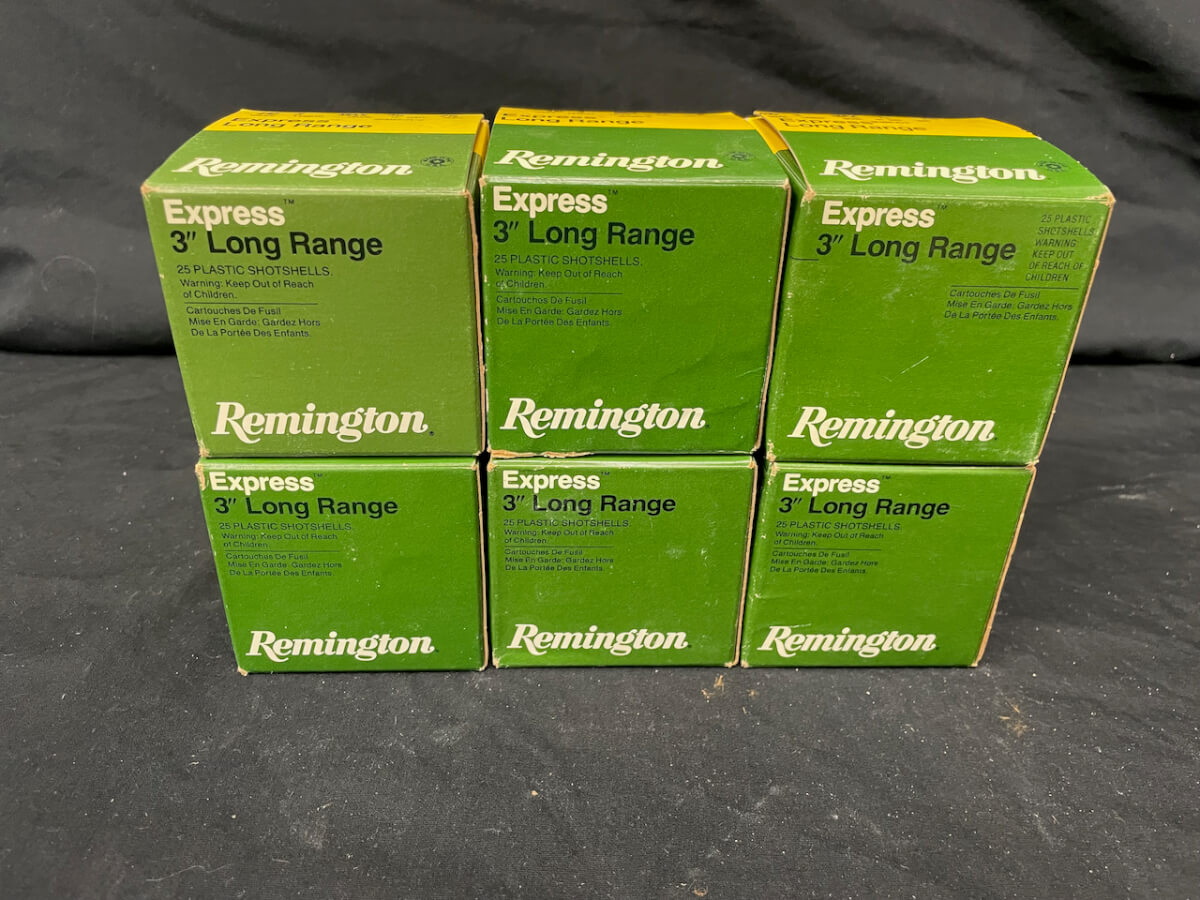 Express
Long Range
Remington
Express™
3" Long Range
25 PLASTIC SHOTSHELLS.
Warning: Keep Out of Reach
of Children.
Cartouches De Fusil
Mise En Garde: Gardez Hors
De La Portée Des Enfants.
Remington
Express
Long Range
Remington
Express™
3" Long Range
25 PLASTIC SHOTSHELLS.
Warning: Keep Out of Reach
of Children.
Cartouches De Fusil
Mise En Garde: Gardez Hors
De La Portée Des Enfants.
Remington
Express
Long Range
Remington
Express™
3" Long Range
25 PLASTIC
SHOTSHELLS
WARNING:
KEEP OUT
OF REACH OF
CHILDREN
Cartouches De Fusil
Mise En Garde: Gardez Hors
De La Portée Des Enfants.
Remington
Express™
3" Long Range
25 PLASTIC SHOTSHELLS.
Warning: Keep Out of Reach
of Children.
Cartouches De Fusil
Mise En Garde: Gardez Hors
De La Portée Des Enfants.
Remington
Express™
3" Long Range
25 PLASTIC SHOTSHELLS.
Warning: Keep Out of Reach
of Children.
Cartouches De Fusil
Mise En Garde: Gardez Hors
De La Portée Des Enfants.
Remington
Express™
3" Long Range
25 PLASTIC SHOTSHELLS.
Warning: Keep Out of Reach
of Children.
Cartouches De Fusil
Mise En Garde: Gardez Hors
De La Portée Des Enfants.
Remington